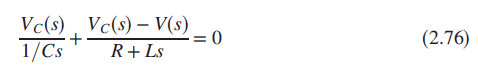 V_C(s)/(1/Cs) + (V_C(s) − V(s))/(R + Ls) = 0 (2.76)